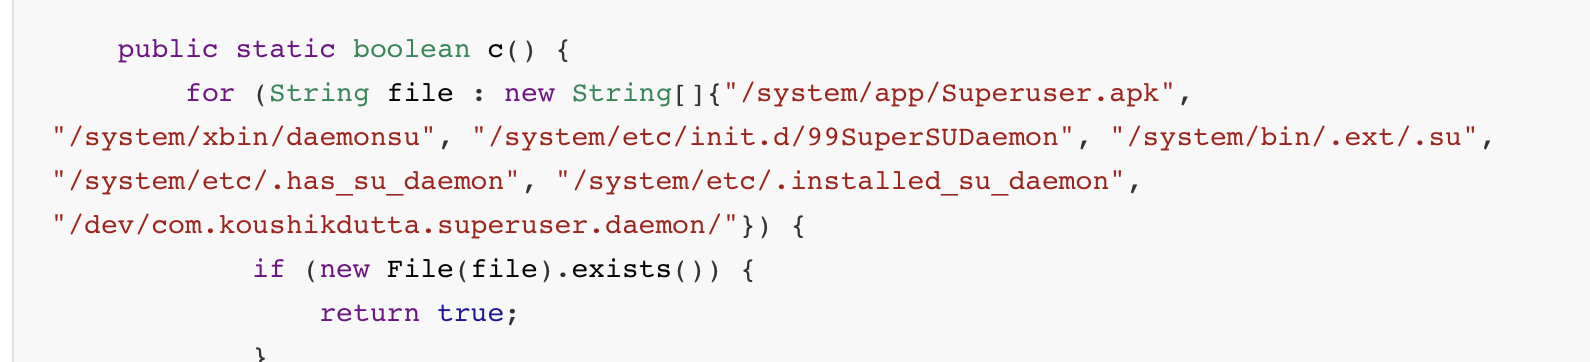 public static boolean c() {
for (String file : new String[]{"/system/app/Superuser.apk",
"/system/xbin/daemonsu", "/system/etc/init.d/99SuperSUDaemon", "/system/bin/.ext/.su",
"/system/etc/.has_su_daemon", "/system/etc/.installed_su_daemon",
"/dev/com.koushikdutta.superuser.daemon/"}) {
if (new File(file).exists()) {
return true;
}